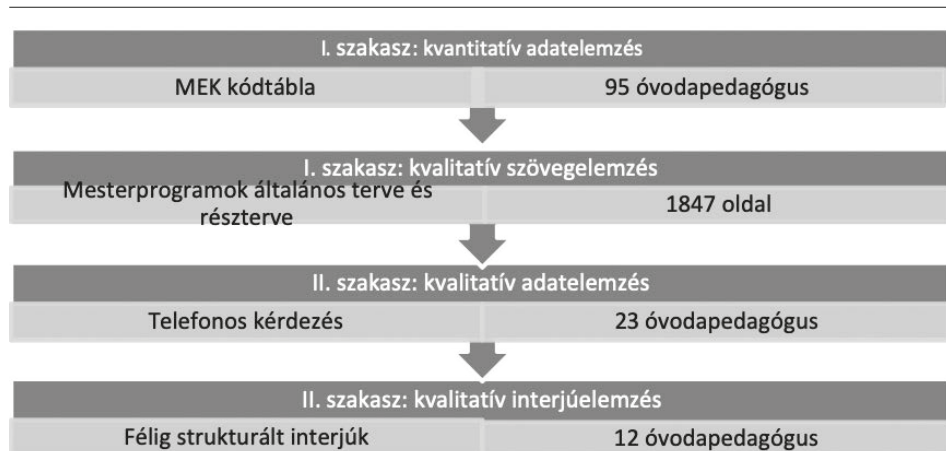 I. szakasz: kvantitatív adatelemzés
MEK kódtábla
95 óvodapedagógus
I. szakasz: kvalitatív szövegelemzés
Mesterprogramok általános terve és
részterve
1847 oldal
II. szakasz: kvalitatív adatelemzés
Telefonos kérdezés
23 óvodapedagógus
II. szakasz: kvalitatív interjúelemzés
Félig strukturált interjúk
12 óvodapedagógus